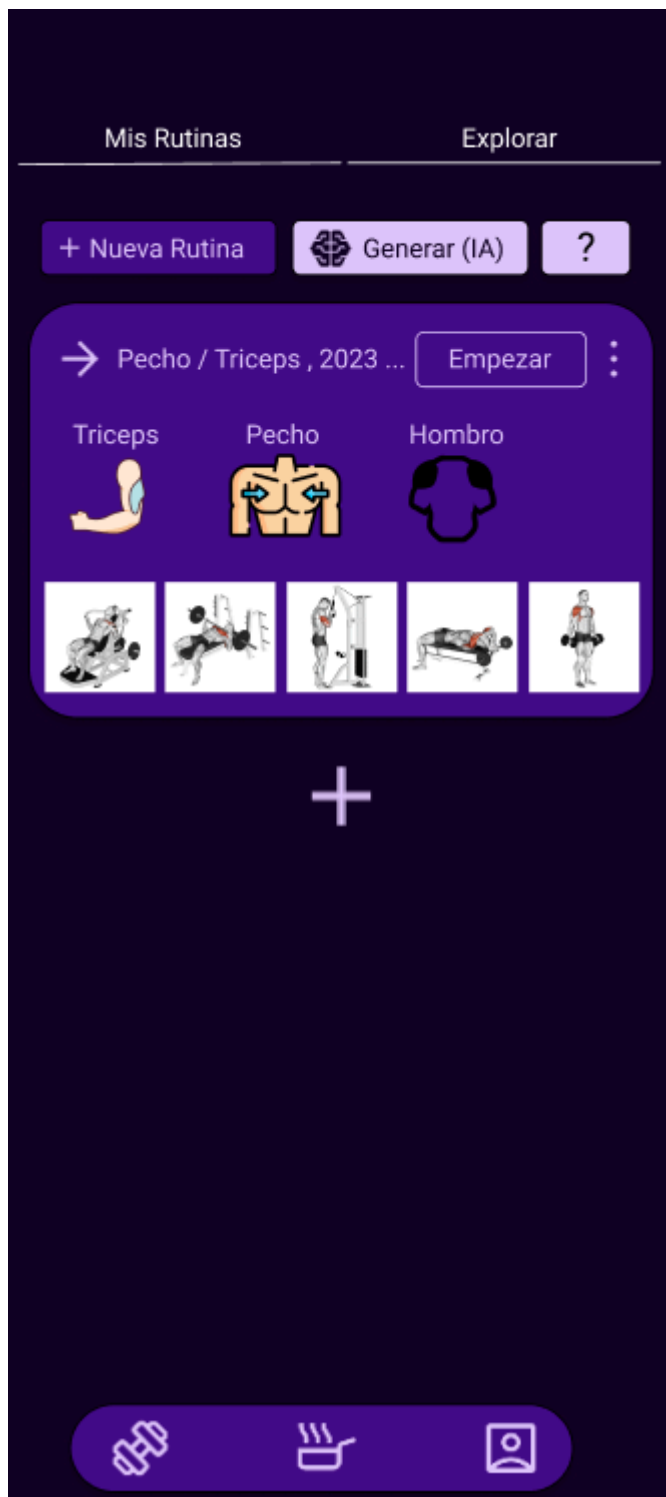 Mis Rutinas Explorar
+ Nueva Rutina Generar (IA) ?
Pecho / Triceps , 2023 ... Empezar
Triceps Pecho Hombro